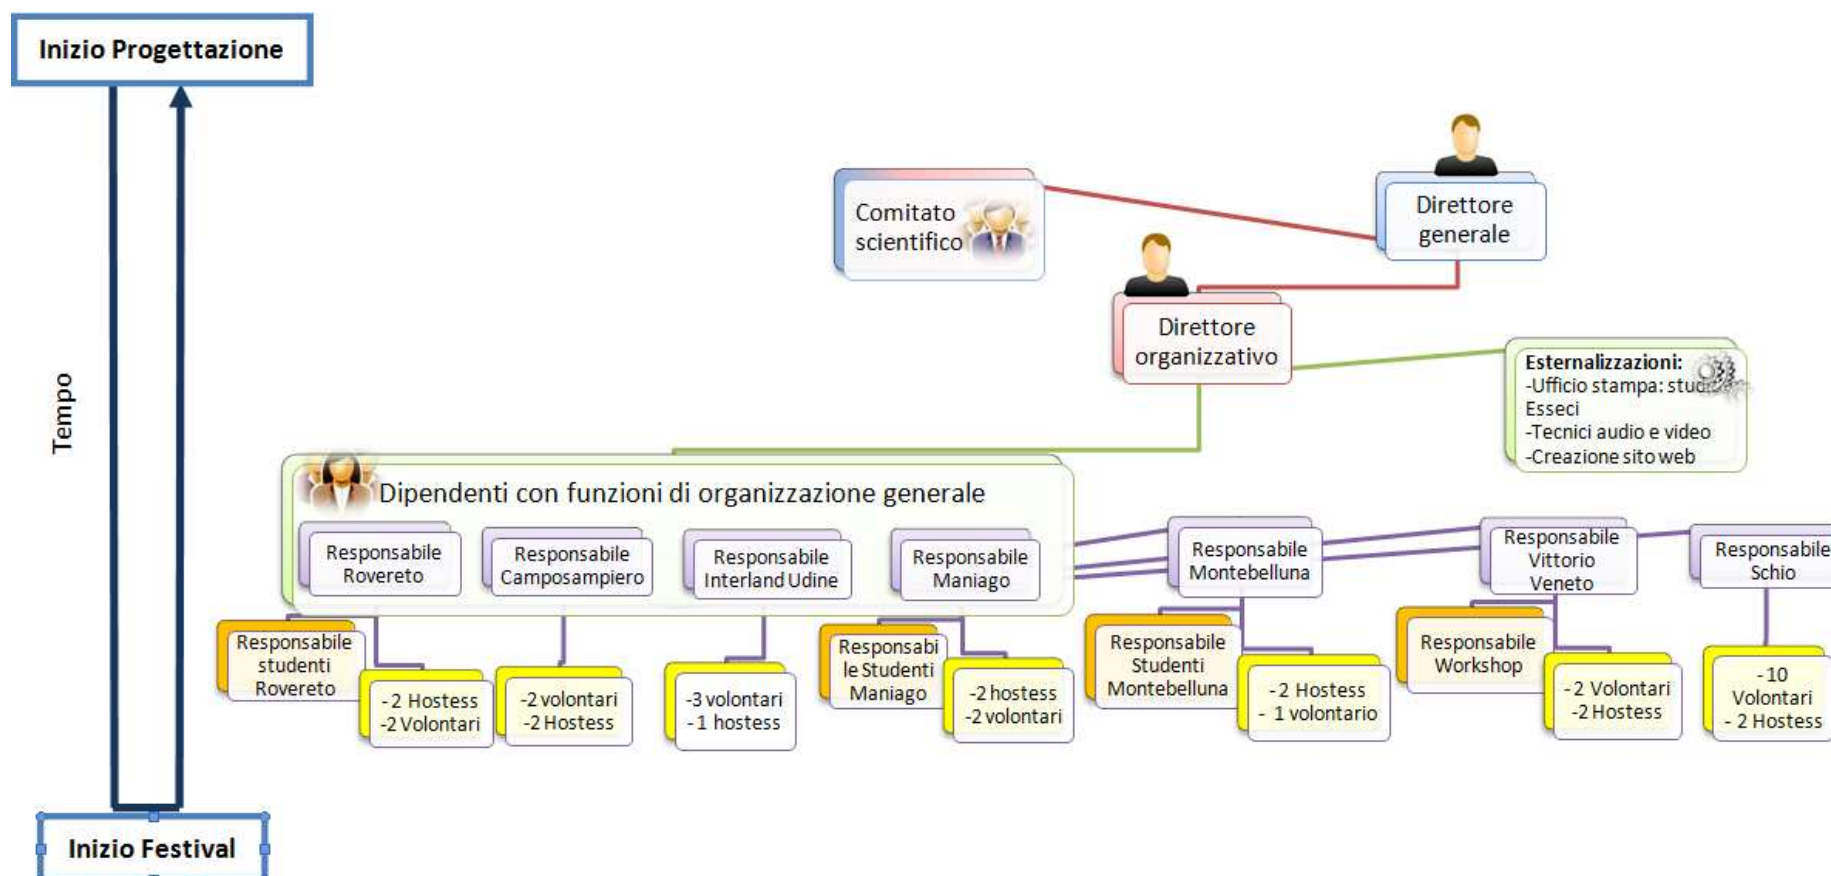 Inizio Progettazione
Tempo
Inizio Festival
Comitato
scientifico
Direttore
generale
Direttore
organizzativo
Esternalizzazioni:
-Ufficio stampa: studio
Esseci
-Tecnici audio e video
-Creazione sito web
Dipendenti con funzioni di organizzazione generale
Responsabile
Rovereto
Responsabile
Camposampiero
Responsabile
Interland Udine
Responsabile
Maniago
Responsabile
Montebelluna
Responsabile
Vittorio
Veneto
Responsabile
Schio
Responsabile
studenti
Rovereto
-2 Hostess
-2 Volontari
-2 volontari
-2 Hostess
-3 volontari
-1 hostess
Responsabi
le Studenti
Maniago
-2 hostess
-2 volontari
Responsabile
Studenti
Montebelluna
-2 Hostess
- 1 volontario
Responsabile
Workshop
-2 Volontari
-2 Hostess
-10
Volontari
- 2 Hostess